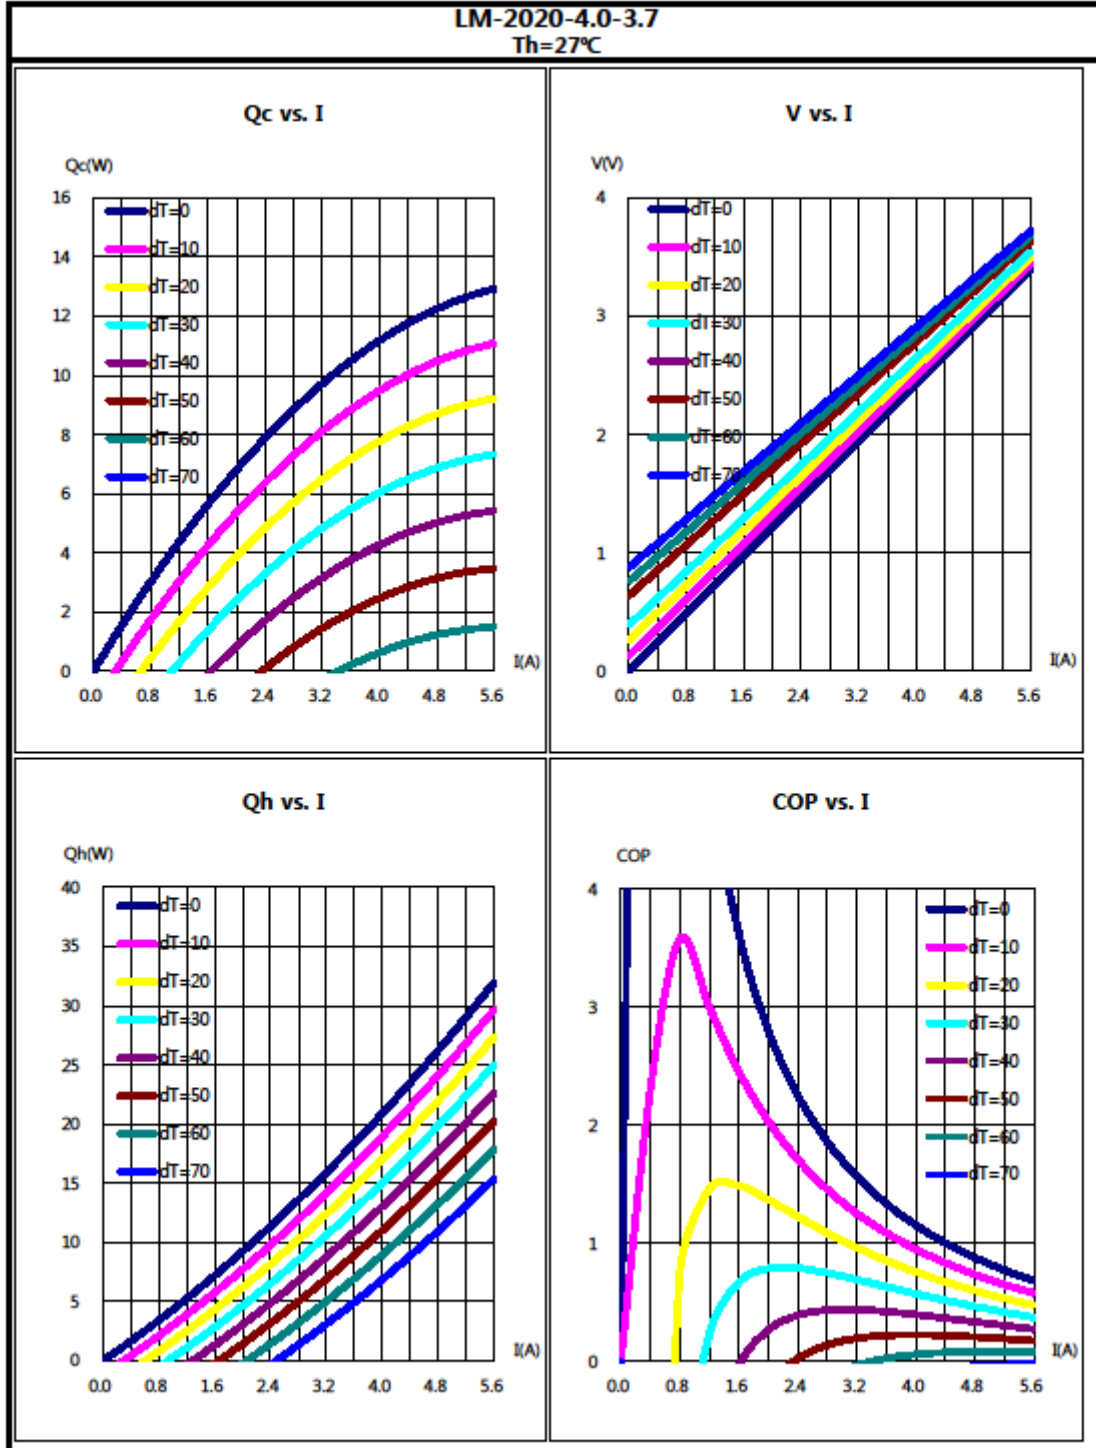 LM-2020-4.0-3.7
Th=27℃
Qc vs. I
Qc(W)
16
14
12
10
8
6
4
2
0
dT=0
dT=10
dT=20
dT=30
dT=40
dT=50
dT=60
dT=70
I(A)
0.0 0.8 1.6 2.4 3.2 4.0 4.8 5.6
V vs. I
V(V)
4
3
2
1
0
dT=0
dT=10
dT=20
dT=30
dT=40
dT=50
dT=60
dT=70
I(A)
0.0 0.8 1.6 2.4 3.2 4.0 4.8 5.6
Qh vs. I
Qh(W)
40
35
30
25
20
15
10
5
0
dT=0
dT=10
dT=20
dT=30
dT=40
dT=50
dT=60
dT=70
I(A)
0.0 0.8 1.6 2.4 3.2 4.0 4.8 5.6
COP vs. I
COP
4
3
2
1
0
dT=0
dT=10
dT=20
dT=30
dT=40
dT=50
dT=60
dT=70
I(A)
0.0 0.8 1.6 2.4 3.2 4.0 4.8 5.6